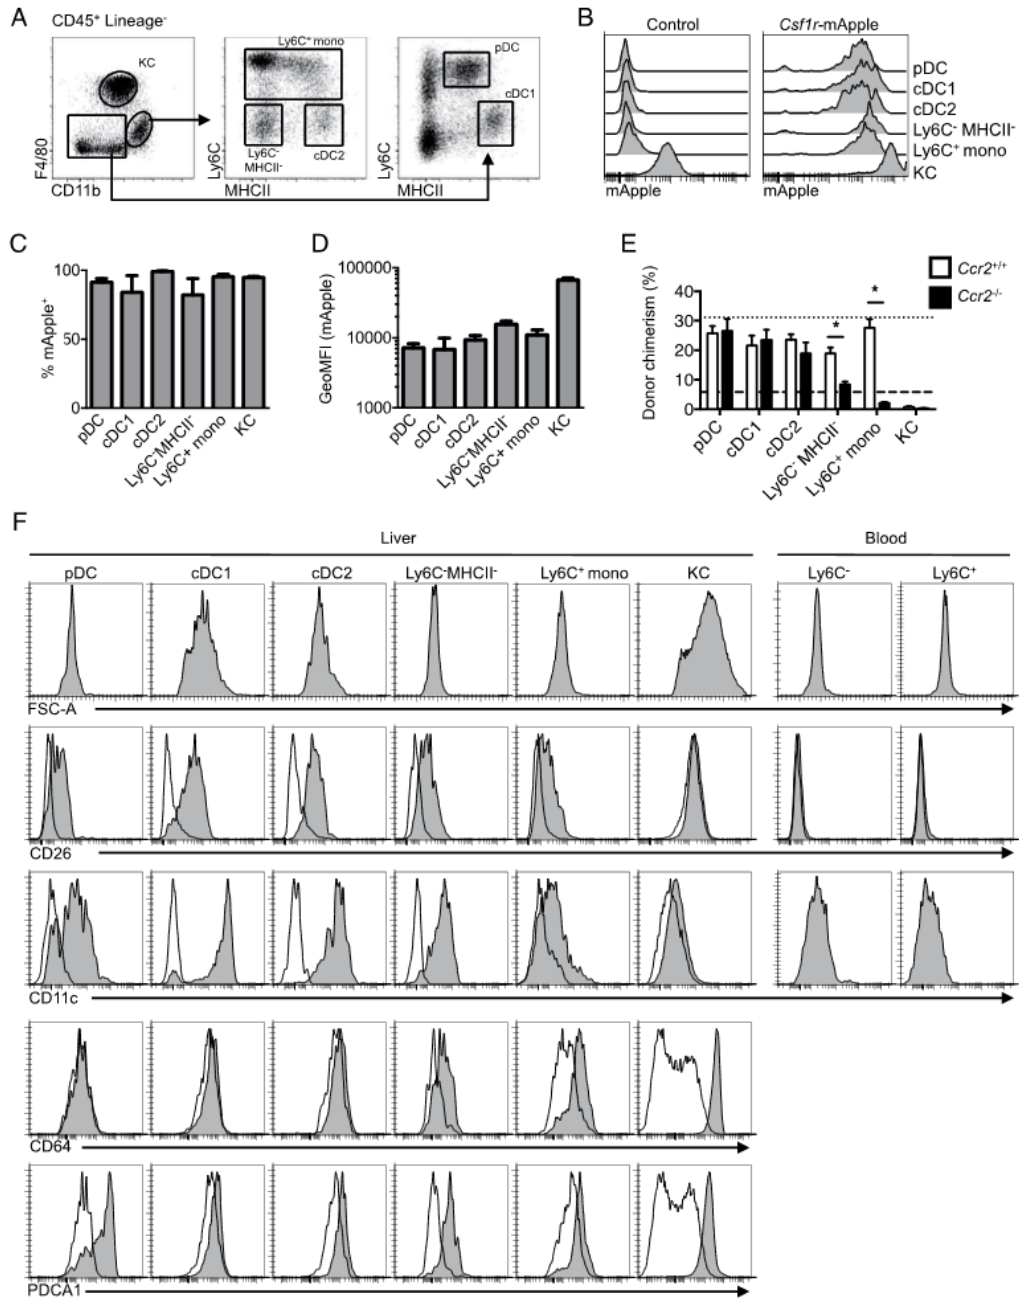 A
CD45⁺ Lineage⁻
KC
F4/80
CD11b
Ly6C⁺ mono
Ly6C⁻
MHCII⁻
cDC2
Ly6C
MHCII
pDC
cDC1
Ly6C
MHCII
B
Control
Csf1r-mApple
pDC
cDC1
cDC2
Ly6C⁻ MHCII⁻
Ly6C⁺ mono
KC
mApple
mApple
C
% mApple⁺
100
50
0
pDC
cDC1
cDC2
Ly6C⁻MHCII⁻
Ly6C+ mono
KC
D
GeoMFI (mApple)
100000
10000
1000
pDC
cDC1
cDC2
Ly6C⁻MHCII⁻
Ly6C+ mono
KC
E
Ccr2⁺/⁺
Ccr2⁻/⁻
Donor chimerism (%)
40
30
20
10
0
*
*
pDC
cDC1
cDC2
Ly6C⁻ MHCII⁻
Ly6C⁺ mono
KC
F
Liver
Blood
pDC
cDC1
cDC2
Ly6C⁻MHCII⁻
Ly6C⁺ mono
KC
Ly6C⁻
Ly6C⁺
FSC-A
CD26
CD11c
CD64
PDCA1